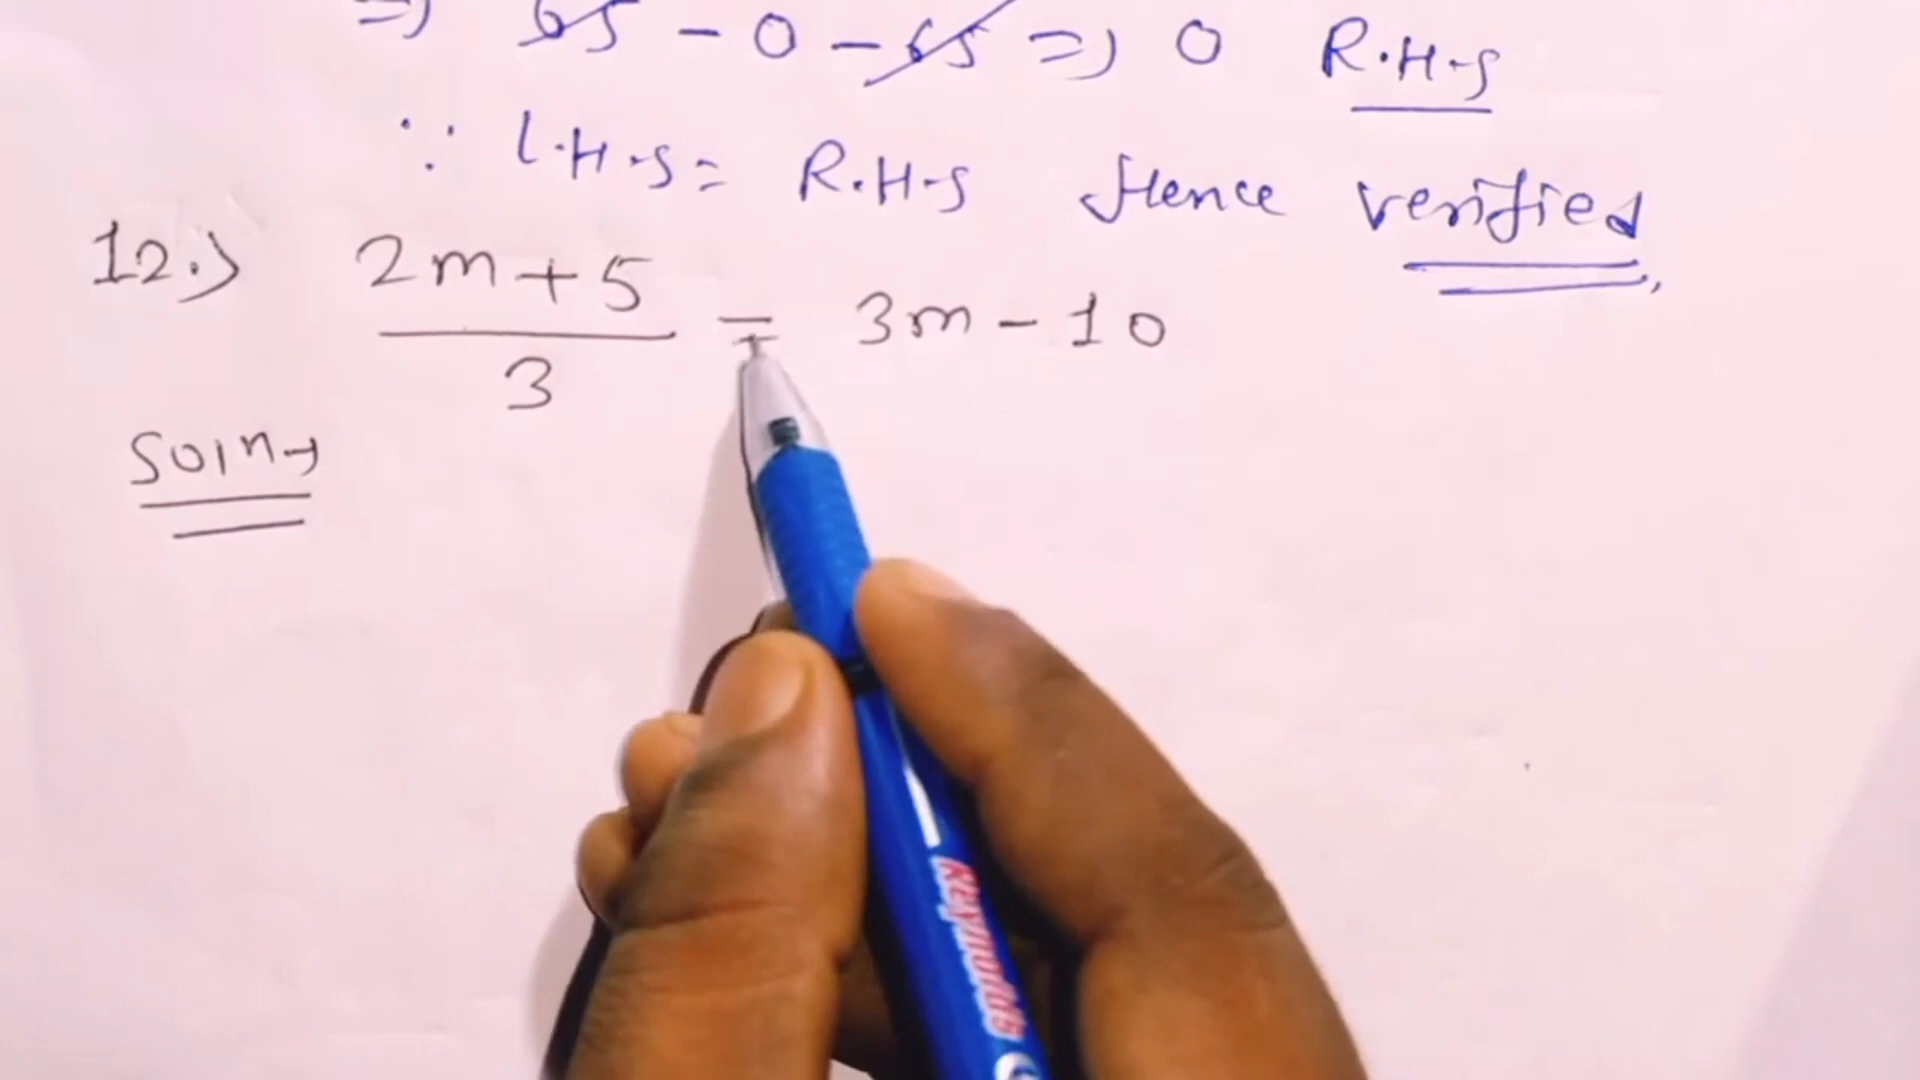 =) 65 - 0 - 65 =) 0 R.H.S
∵ L.H.S = R.H.S Hence verified
12.) 2m+5
= 3m - 10
3
Soln→
Reynolds